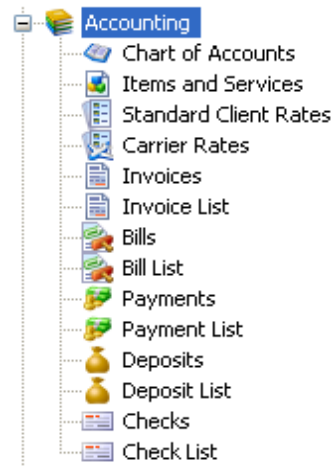 Accounting
Chart of Accounts
Items and Services
Standard Client Rates
Carrier Rates
Invoices
Invoice List
Bills
Bill List
Payments
Payment List
Deposits
Deposit List
Checks
Check List